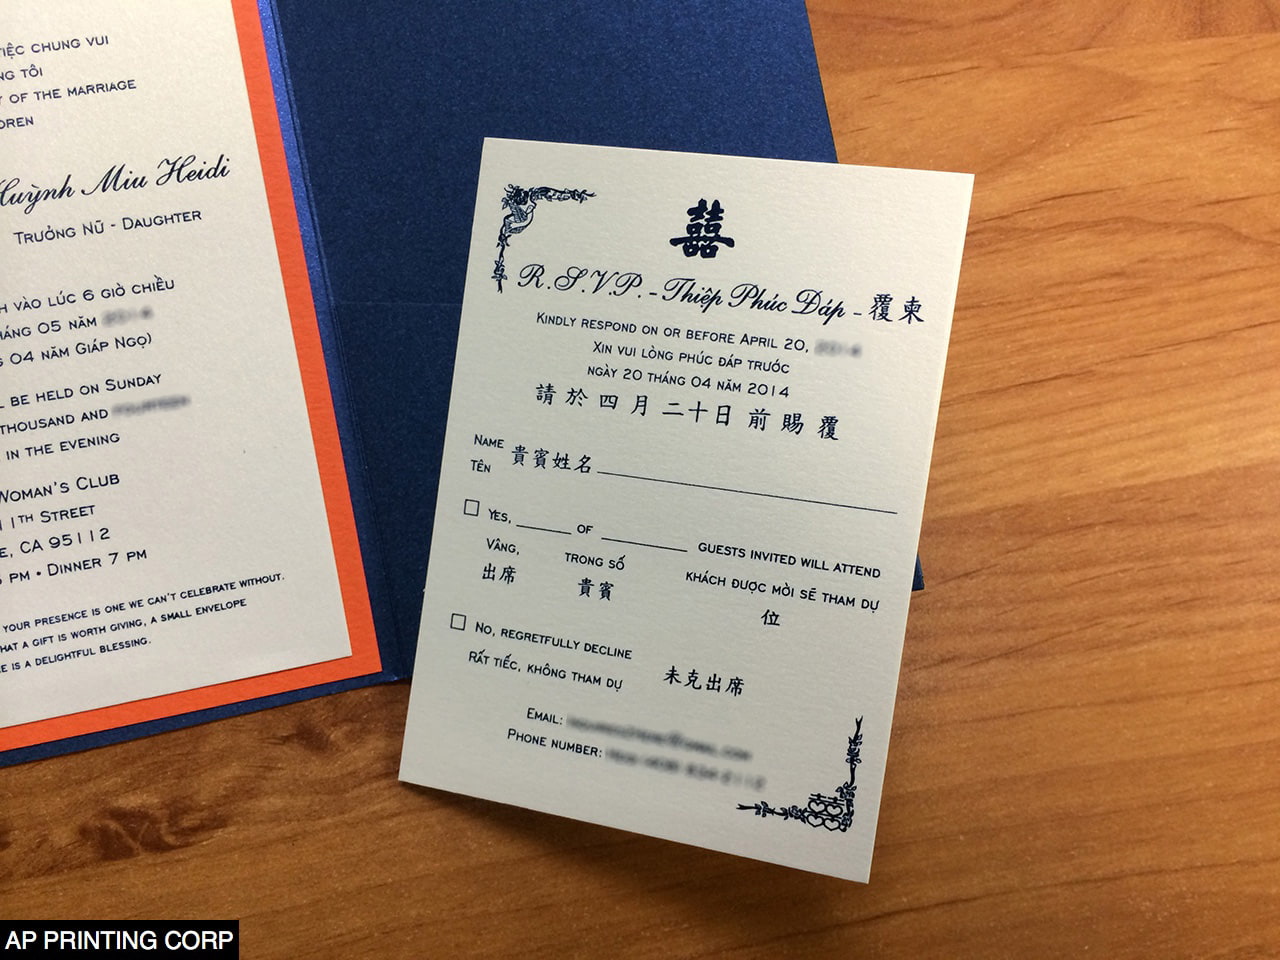 TIỆC CHUNG VUI
TÔI
OF THE MARRIAGE
Huỳnh Miu Heidi
TRƯỞNG NỮ - DAUGHTER
VÀO LÚC 6 GIỜ CHIỀU
THÁNG 05 NĂM
04 NĂM GIÁP NGỌ)
BE HELD ON SUNDAY
THOUSAND AND
IN THE EVENING
WOMAN'S CLUB
11TH STREET
CA 95112
PM • DINNER 7 PM
YOUR PRESENCE IS ONE WE CAN'T CELEBRATE WITHOUT.
THAT A GIFT IS WORTH GIVING, A SMALL ENVELOPE
IS A DELIGHTFUL BLESSING.
囍
R.S.V.P. - Thiệp Phúc Đáp - 覆柬
KINDLY RESPOND ON OR BEFORE APRIL 20,
XIN VUI LÒNG PHÚC ĐÁP TRƯỚC
NGÀY 20 THÁNG 04 NĂM 2014
請於四月二十日前賜覆
NAME
TÊN 貴賓姓名
YES, ______ OF ______ GUESTS INVITED WILL ATTEND
VÂNG, TRONG SỐ KHÁCH ĐƯỢC MỜI SẼ THAM DỰ
出席 貴賓 位
NO, REGRETFULLY DECLINE
RẤT TIẾC, KHÔNG THAM DỰ 未克出席
EMAIL:
PHONE NUMBER:
AP PRINTING CORP